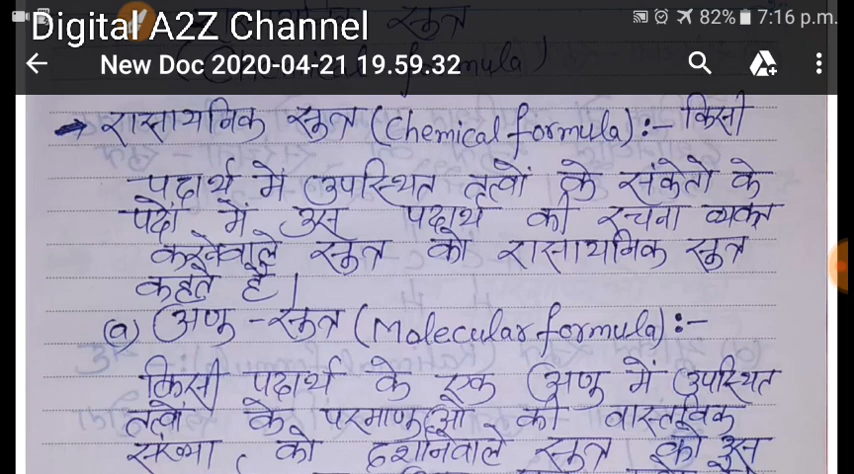 Digital A2Z Channel
82% 7:16 p.m.
New Doc 2020-04-21 19.59.32
रासायनिक सूत्र (Chemical formula):- किसी
पदार्थ में उपस्थित तत्वों के संकेतो के
पदों में उस पदार्थ की रचना व्यक्त
करनेवाले सूत्र को रासायनिक सूत्र
कहते है।
(a) अणु-सूत्र (Molecular formula):-
किसी पदार्थ के एक अणु में उपस्थित
तत्वों के परमाणुओं की वास्तविक
संख्या को दर्शानेवाले सूत्र को उस